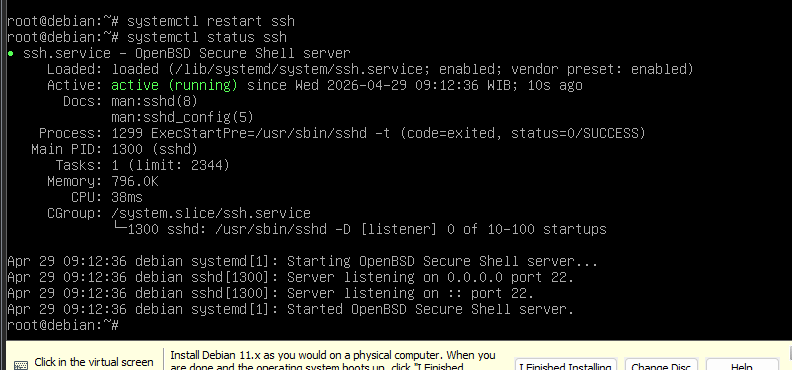 root@debian:~# systemctl restart ssh
root@debian:~# systemctl status ssh
● ssh.service - OpenBSD Secure Shell server
     Loaded: loaded (/lib/systemd/system/ssh.service; enabled; vendor preset: enabled)
     Active: active (running) since Wed 2026-04-29 09:12:36 WIB; 10s ago
       Docs: man:sshd(8)
             man:sshd_config(5)
    Process: 1299 ExecStartPre=/usr/sbin/sshd -t (code=exited, status=0/SUCCESS)
   Main PID: 1300 (sshd)
      Tasks: 1 (limit: 2344)
     Memory: 796.0K
        CPU: 38ms
     CGroup: /system.slice/ssh.service
             └─1300 sshd: /usr/sbin/sshd -D [listener] 0 of 10-100 startups

Apr 29 09:12:36 debian systemd[1]: Starting OpenBSD Secure Shell server...
Apr 29 09:12:36 debian sshd[1300]: Server listening on 0.0.0.0 port 22.
Apr 29 09:12:36 debian sshd[1300]: Server listening on :: port 22.
Apr 29 09:12:36 debian systemd[1]: Started OpenBSD Secure Shell server.
root@debian:~#
Click in the virtual screen
Install Debian 11.x as you would on a physical computer. When you
are done and the operating system boots up, click "I Finished
I Finished Installing
Change Disc
Help